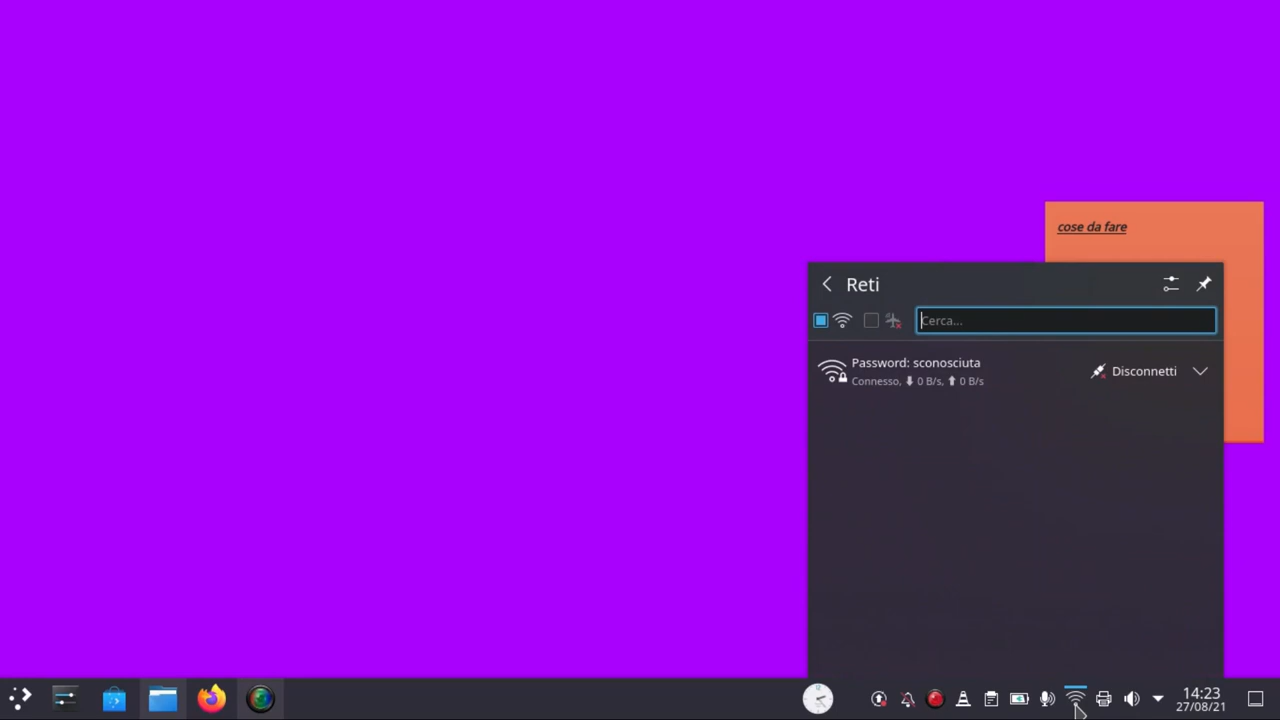 cose da fare
Reti
Cerca...
Password: sconosciuta
Connesso, ⬇ 0 B/s, ⬆ 0 B/s
Disconnetti
14:23
27/08/21